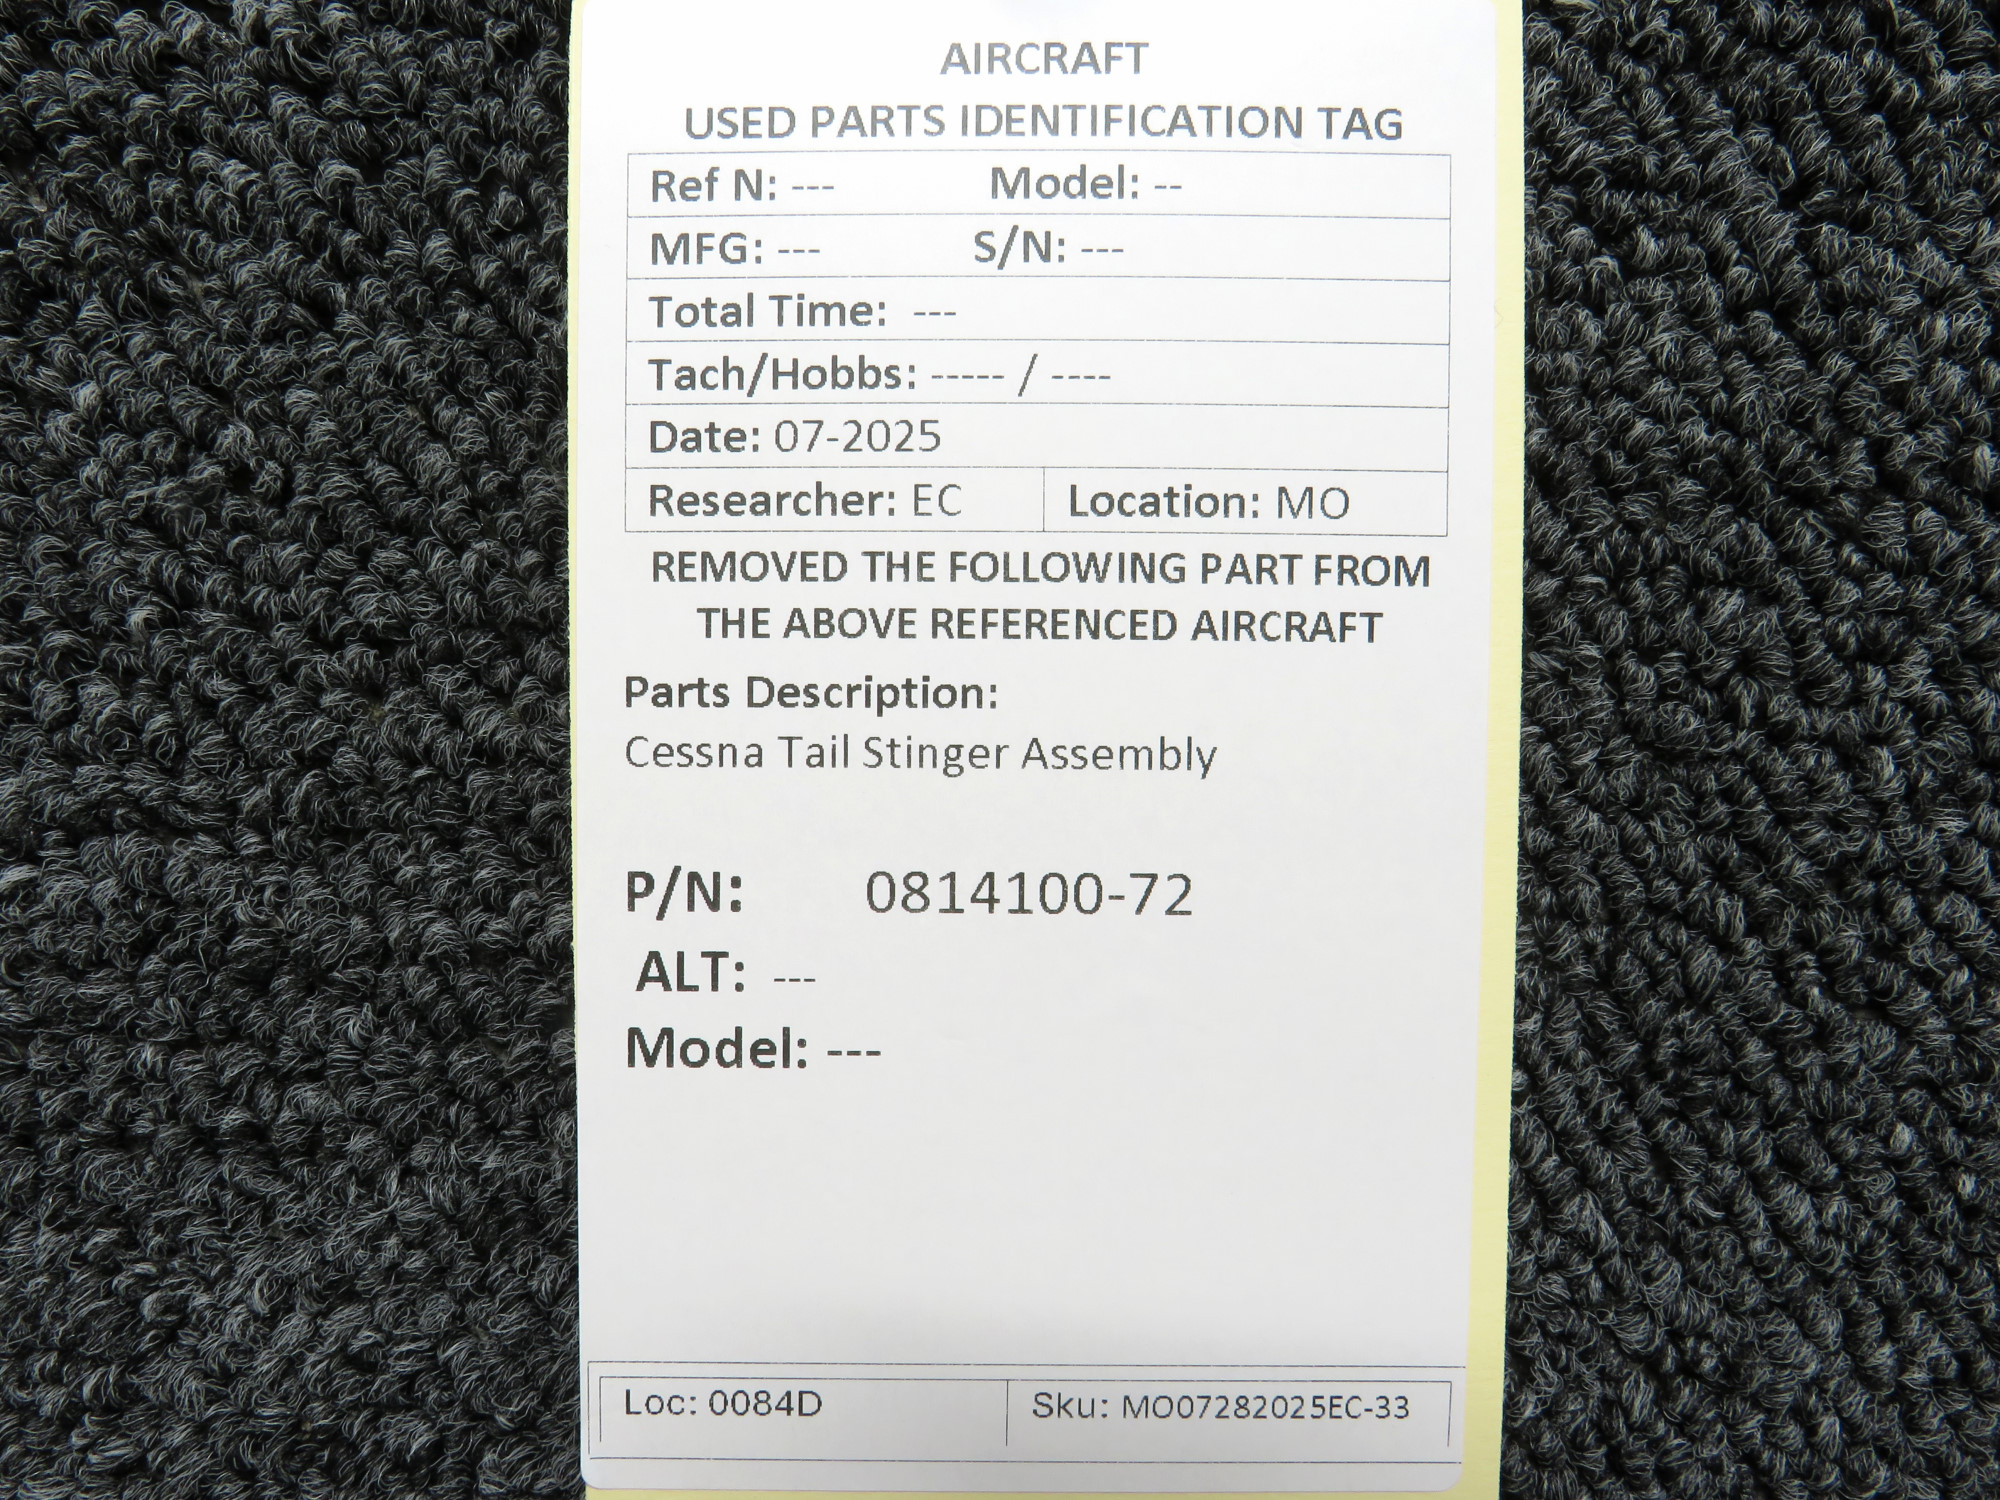 AIRCRAFT
USED PARTS IDENTIFICATION TAG
Ref N: --- Model: --
MFG: --- S/N: ---
Total Time: ---
Tach/Hobbs: ----- / ----
Date: 07-2025
Researcher: EC Location: MO
REMOVED THE FOLLOWING PART FROM
THE ABOVE REFERENCED AIRCRAFT
Parts Description:
Cessna Tail Stinger Assembly
P/N: 0814100-72
ALT: ---
Model: ---
Loc: 0084D Sku: MO07282025EC-33